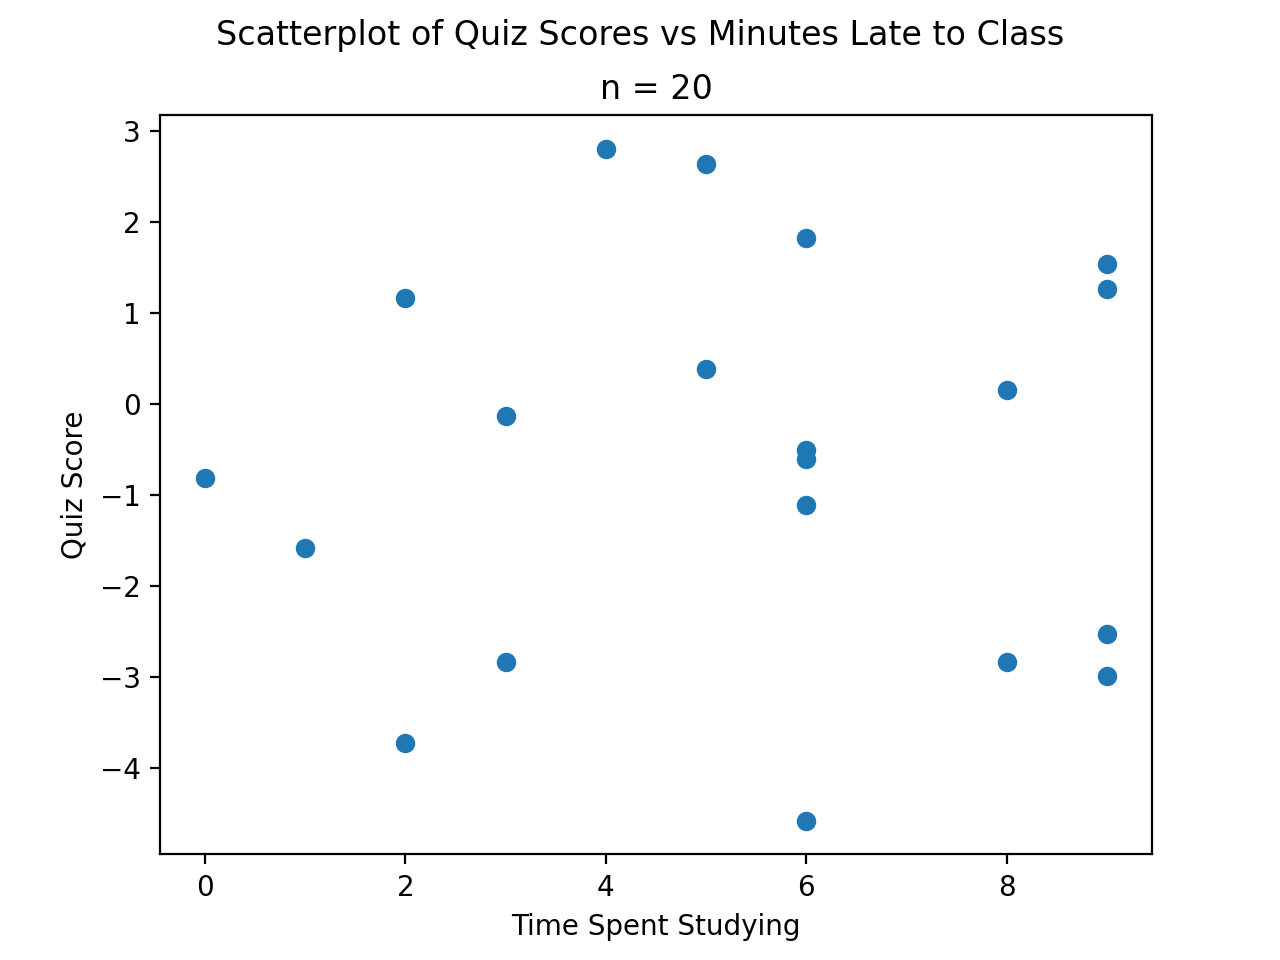 Scatterplot of Quiz Scores vs Minutes Late to Class
n = 20
3
2
1
0
−1
−2
−3
−4
Quiz Score
0 2 4 6 8
Time Spent Studying